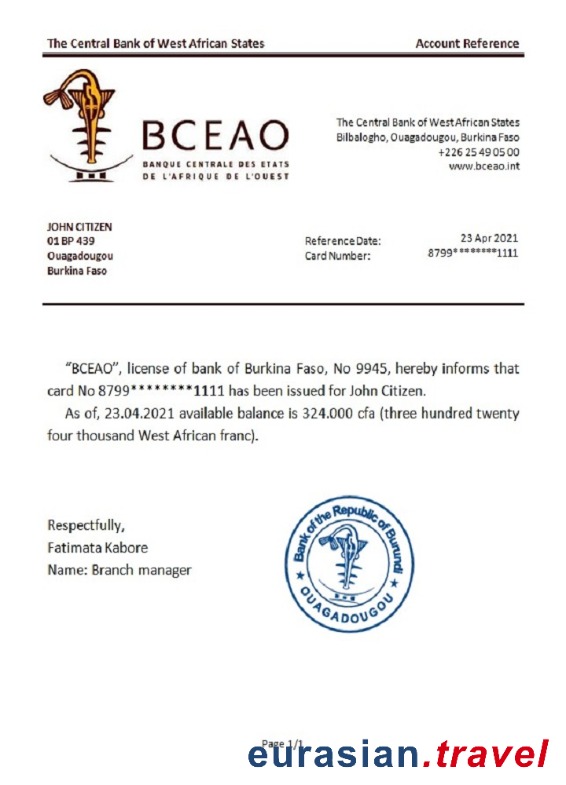 The Central Bank of West African States Account Reference
BCEAO
BANQUE CENTRALE DES ETATS
DE L'AFRIQUE DE L'OUEST
The Central Bank of West African States
Bilbalogho, Ouagadougou, Burkina Faso
+226 25 49 05 00
www.bceao.int
JOHN CITIZEN
01 BP 439
Ouagadougou
Burkina Faso
Reference Date: 23 Apr 2021
Card Number: 8799********1111
“BCEAO”, license of bank of Burkina Faso, No 9945, hereby informs that
card No 8799********1111 has been issued for John Citizen.
As of, 23.04.2021 available balance is 324.000 cfa (three hundred twenty
four thousand West African franc).
Respectfully,
Fatimata Kabore
Name: Branch manager
Bank of the Republic of Burundi
★ OUAGADOUGOU ★
Page 1/1
eurasian.travel